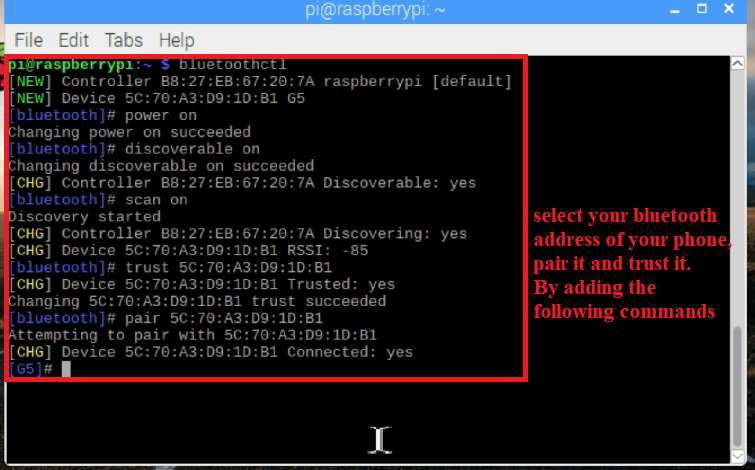 pi@raspberrypi: ~
File Edit Tabs Help
pi@raspberrypi:~ $ bluetoothctl
[NEW] Controller B8:27:EB:67:20:7A raspberrypi [default]
[NEW] Device 5C:70:A3:D9:1D:B1 G5
[bluetooth]# power on
Changing power on succeeded
[bluetooth]# discoverable on
Changing discoverable on succeeded
[CHG] Controller B8:27:EB:67:20:7A Discoverable: yes
[bluetooth]# scan on
Discovery started
[CHG] Controller B8:27:EB:67:20:7A Discovering: yes
[CHG] Device 5C:70:A3:D9:1D:B1 RSSI: -85
[bluetooth]# trust 5C:70:A3:D9:1D:B1
[CHG] Device 5C:70:A3:D9:1D:B1 Trusted: yes
Changing 5C:70:A3:D9:1D:B1 trust succeeded
[bluetooth]# pair 5C:70:A3:D9:1D:B1
Attempting to pair with 5C:70:A3:D9:1D:B1
[CHG] Device 5C:70:A3:D9:1D:B1 Connected: yes
[G5]#
select your bluetooth
address of your phone,
pair it and trust it.
By adding the
following commands